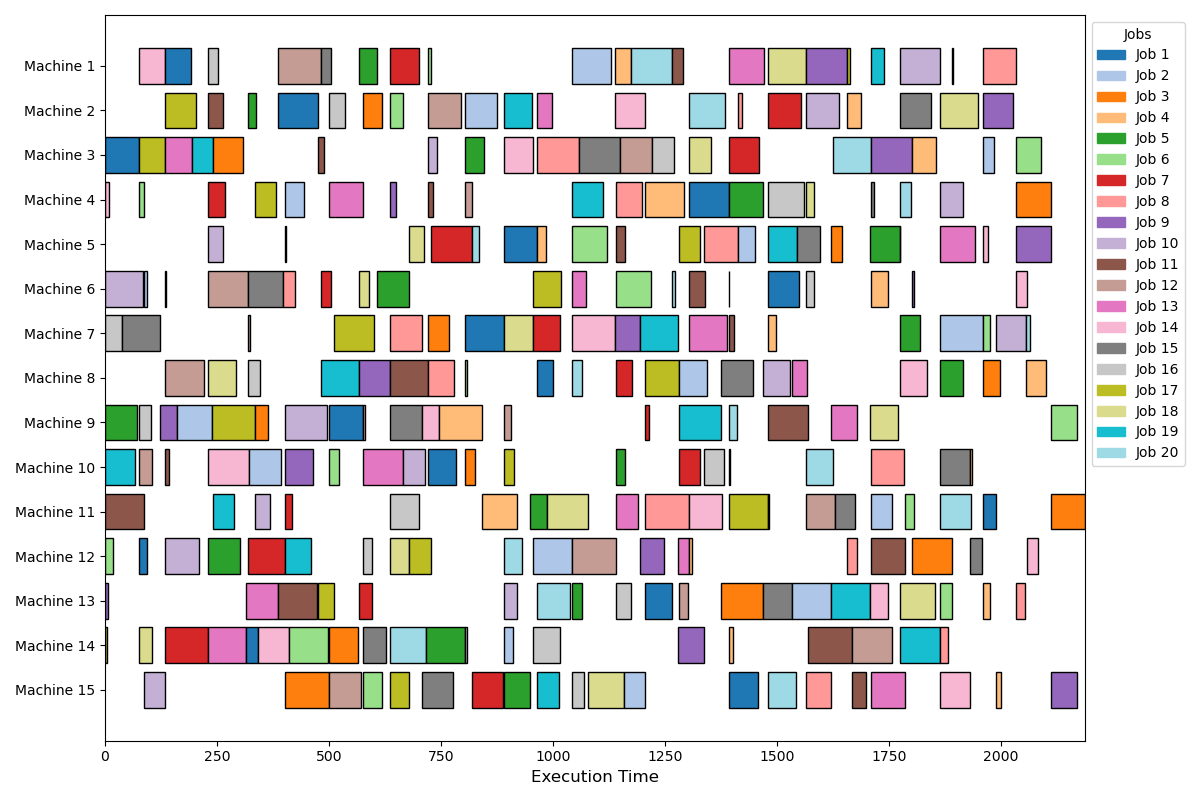 Machine 1
Machine 2
Machine 3
Machine 4
Machine 5
Machine 6
Machine 7
Machine 8
Machine 9
Machine 10
Machine 11
Machine 12
Machine 13
Machine 14
Machine 15
0 250 500 750 1000 1250 1500 1750 2000
Execution Time
Jobs
Job 1
Job 2
Job 3
Job 4
Job 5
Job 6
Job 7
Job 8
Job 9
Job 10
Job 11
Job 12
Job 13
Job 14
Job 15
Job 16
Job 17
Job 18
Job 19
Job 20